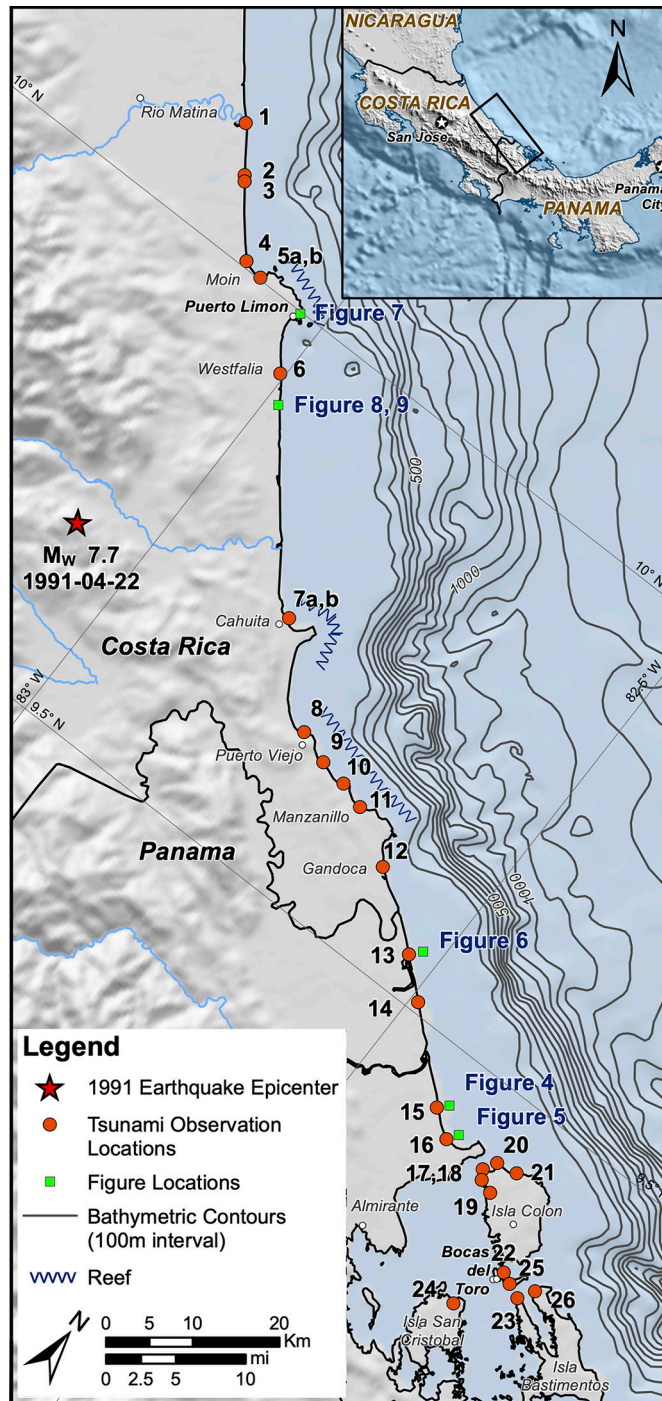 NICARAGUA
N
COSTA RICA
San Jose
Panama
City
PANAMA
10° N
Rio Matina
1
2
3
4
5a,b
Moin
Puerto Limon
Figure 7
Westfalia
6
Figure 8, 9
500
1000
10° N
MW 7.7
1991-04-22
7a,b
Cahuita
Costa Rica
82.5° W
83° W
9.5° N
8
Puerto Viejo
9
10
Manzanillo
11
Panama
12
Gandoca
500
1000
13
Figure 6
14
Figure 4
15
Figure 5
16
20
17,18
21
9.5°
19
Isla Colon
Almirante
Bocas
del
Toro
22
25
24
23
26
Isla San
Cristobal
Isla
Bastimentos
Legend
1991 Earthquake Epicenter
Tsunami Observation
Locations
Figure Locations
Bathymetric Contours
(100m interval)
Reef
N
0 5 10 20
Km
mi
0 2.5 5 10